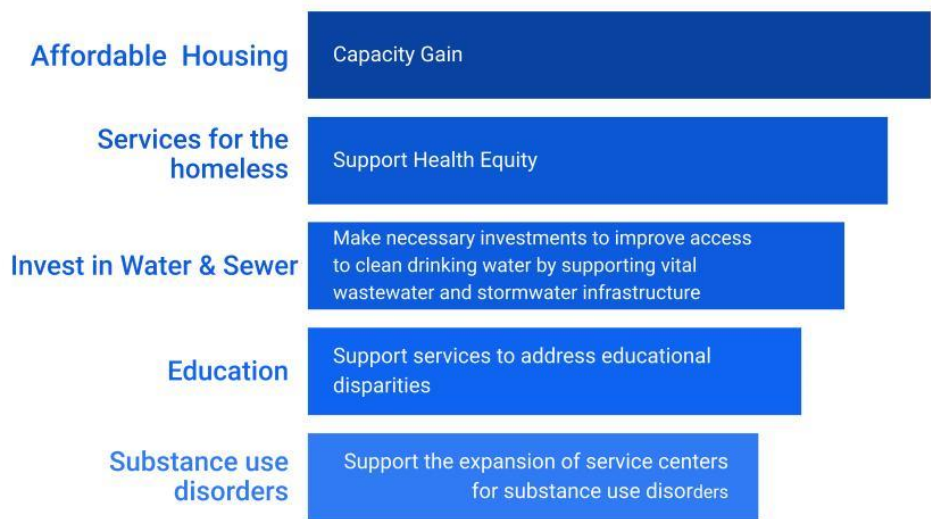 Affordable Housing
Capacity Gain
Services for the
homeless
Support Health Equity
Invest in Water & Sewer
Make necessary investments to improve access
to clean drinking water by supporting vital
wastewater and stormwater infrastructure
Education
Support services to address educational
disparities
Substance use
disorders
Support the expansion of service centers
for substance use disorders